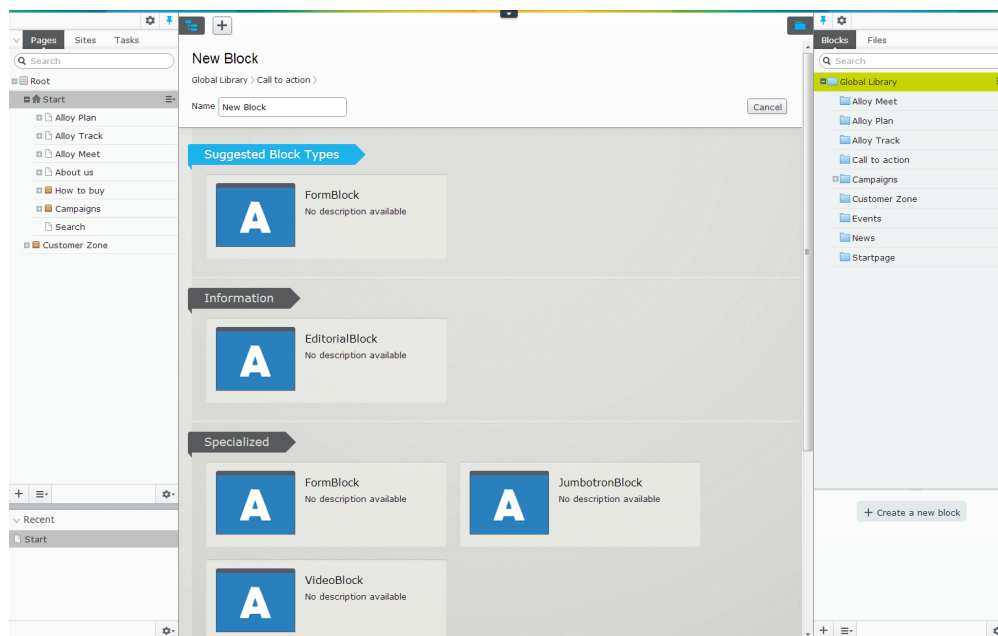 Pages Sites Tasks
Search
Root
Start
Alloy Plan
Alloy Track
Alloy Meet
About us
How to buy
Campaigns
Search
Customer Zone
Recent
Start
New Block
Global Library > Call to action >
Name New Block
Cancel
Suggested Block Types
A
FormBlock
No description available
Information
A
EditorialBlock
No description available
Specialized
A
FormBlock
No description available
A
JumbotronBlock
No description available
A
VideoBlock
No description available
Blocks Files
Search
Global Library
Alloy Meet
Alloy Plan
Alloy Track
Call to action
Campaigns
Customer Zone
Events
News
Startpage
+ Create a new block